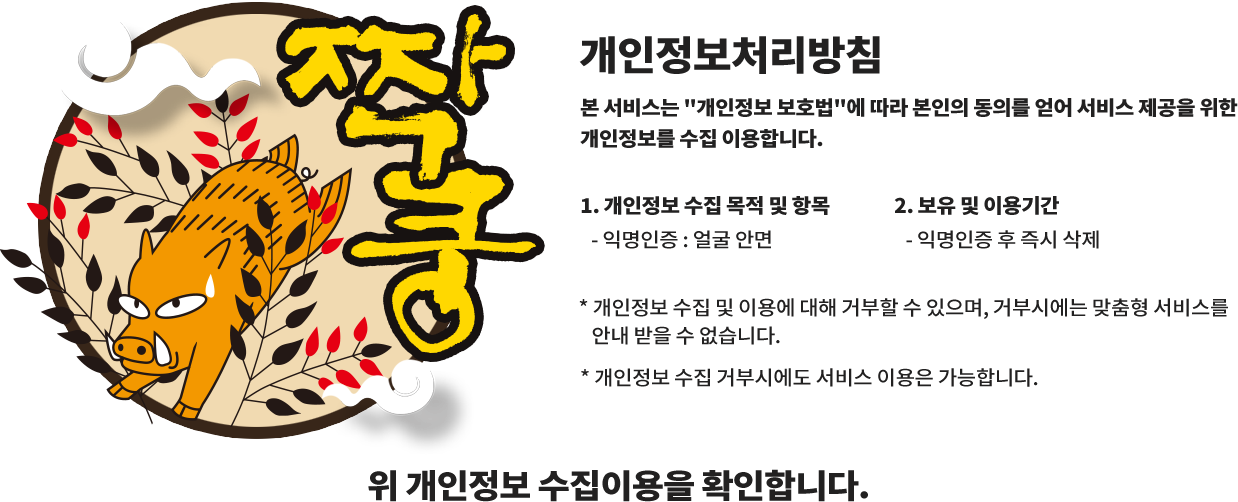 짝쿵
개인정보처리방침
본 서비스는 "개인정보 보호법"에 따라 본인의 동의를 얻어 서비스 제공을 위한
개인정보를 수집 이용합니다.
1. 개인정보 수집 목적 및 항목
- 익명인증 : 얼굴 안면
2. 보유 및 이용기간
- 익명인증 후 즉시 삭제
* 개인정보 수집 및 이용에 대해 거부할 수 있으며, 거부시에는 맞춤형 서비스를
안내 받을 수 없습니다.
* 개인정보 수집 거부시에도 서비스 이용은 가능합니다.
위 개인정보 수집이용을 확인합니다.